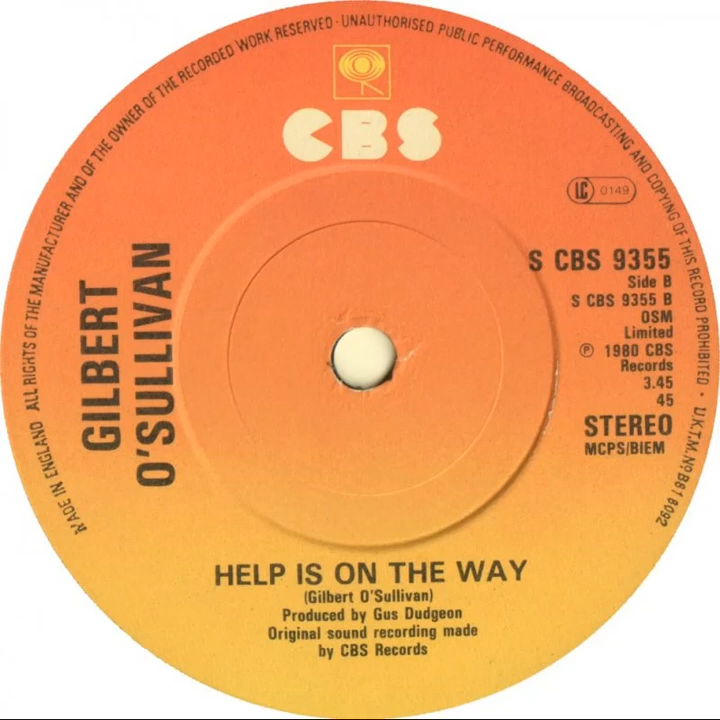 MADE IN ENGLAND ALL RIGHTS OF THE MANUFACTURER AND OF THE OWNER OF THE RECORDED WORK RESERVED · UNAUTHORISED PUBLIC PERFORMANCE BROADCASTING AND COPYING OF THIS RECORD PROHIBITED · U.K.T.M. Nº B618092
CBS
LC 0149
GILBERT
O'SULLIVAN
S CBS 9355
Side B
S CBS 9355 B
OSM
Limited
℗ 1980 CBS
Records
3.45
45
STEREO
MCPS/BIEM
HELP IS ON THE WAY
(Gilbert O'Sullivan)
Produced by Gus Dudgeon
Original sound recording made
by CBS Records